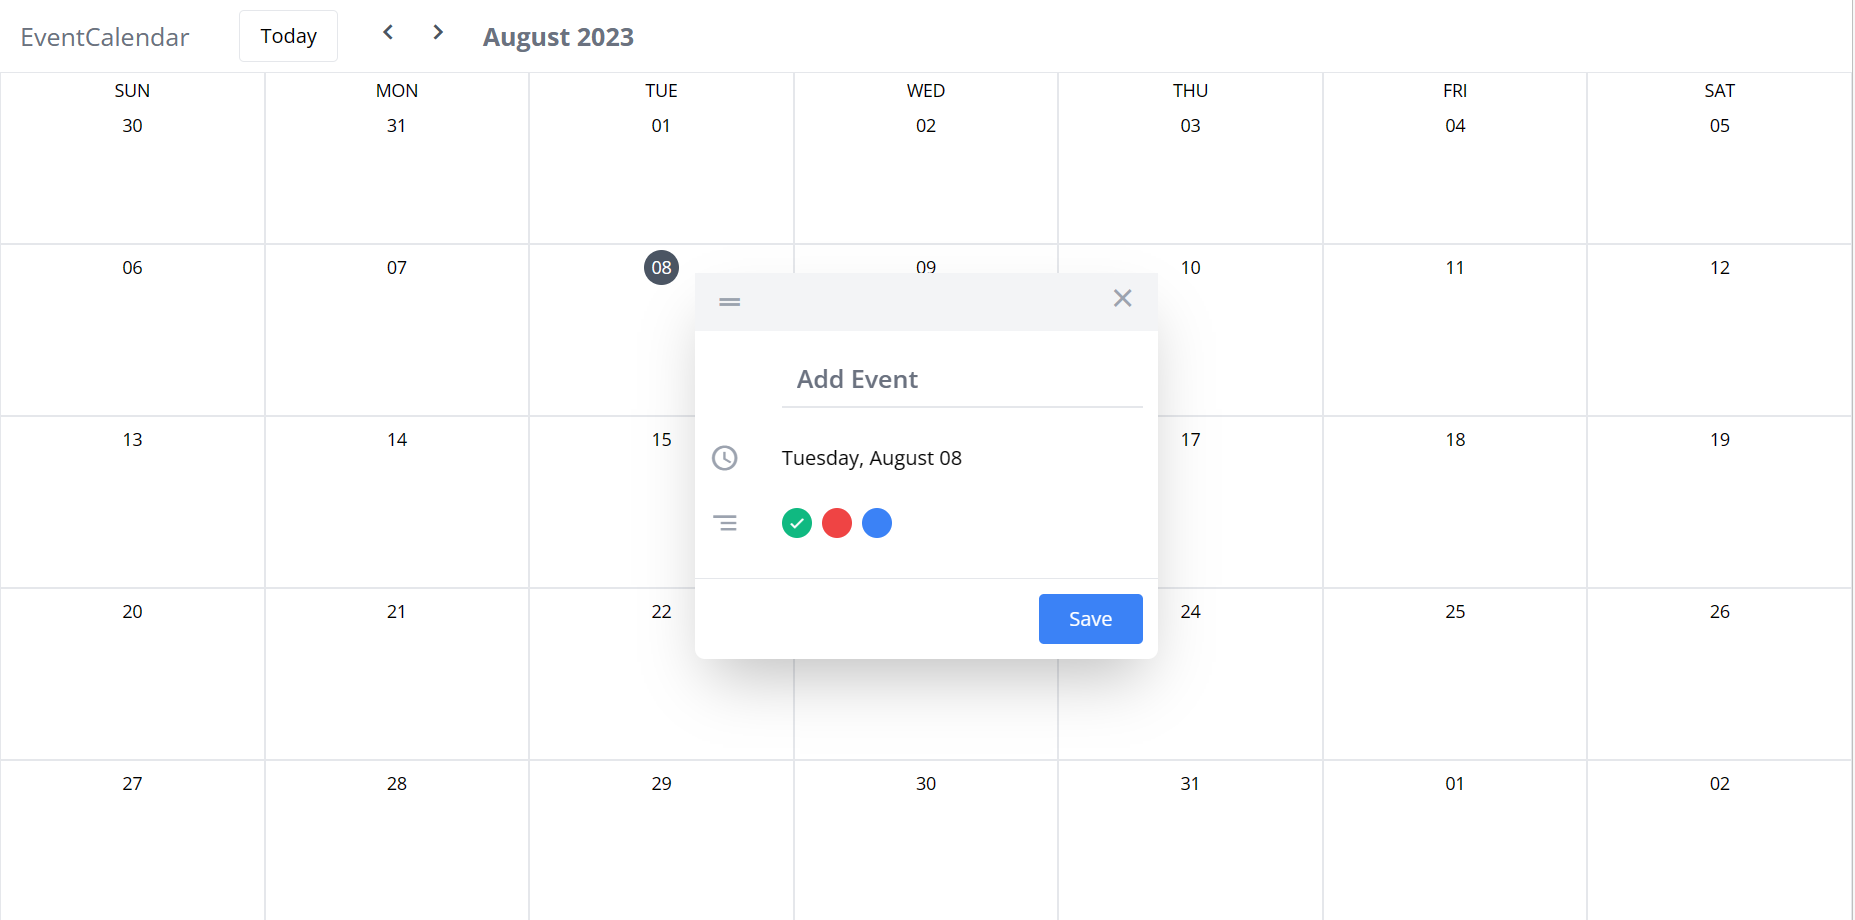 EventCalendar Today August 2023
SUN MON TUE WED THU FRI SAT
30 31 01 02 03 04 05
06 07 08 09 10 11 12
Add Event
13 14 15 17 18 19
Tuesday, August 08
20 21 22 24 25 26
Save
27 28 29 30 31 01 02